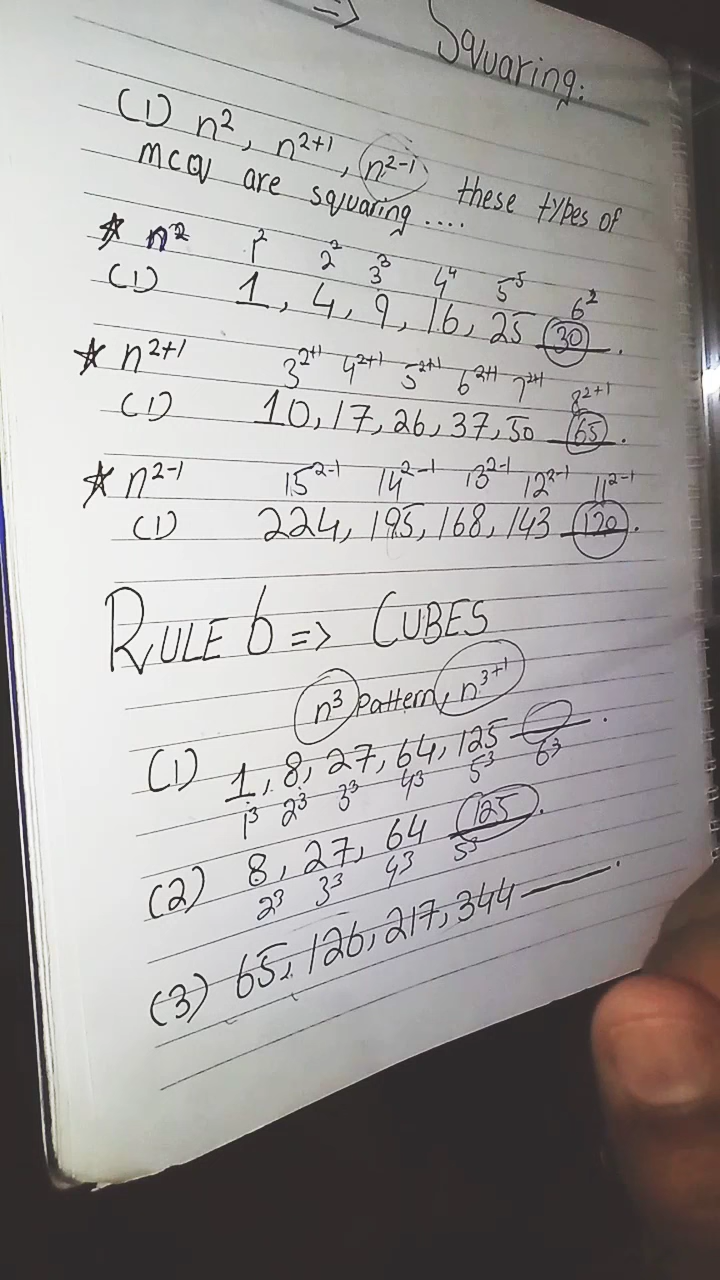 => Squaring:
(1) n², n²⁺¹, n²⁻¹ these types of
mcq are squaring ....
★ n² 1² 2² 3³ 4⁴ 5⁵ 6²
(1) 1, 4, 9, 16, 25 30.
★ n²⁺¹ 3²⁺¹ 4²⁺¹ 5²⁺¹ 6²⁺¹ 7²⁺¹ 8²⁺¹
(1) 10, 17, 26, 37, 50 65.
★ n²⁻¹ 15²⁻¹ 14²⁻¹ 13²⁻¹ 12²⁻¹ 11²⁻¹
(1) 224, 195, 168, 143 120.
RULE 6 => CUBES
n³ Pattern, n³⁺¹
(1) 1, 8, 27, 64, 125 ____.
1³ 2³ 3³ 4³ 5³ 6³
(2) 8, 27, 64 125.
2³ 3³ 4³ 5³
(3) 65, 126, 217, 344 ____.